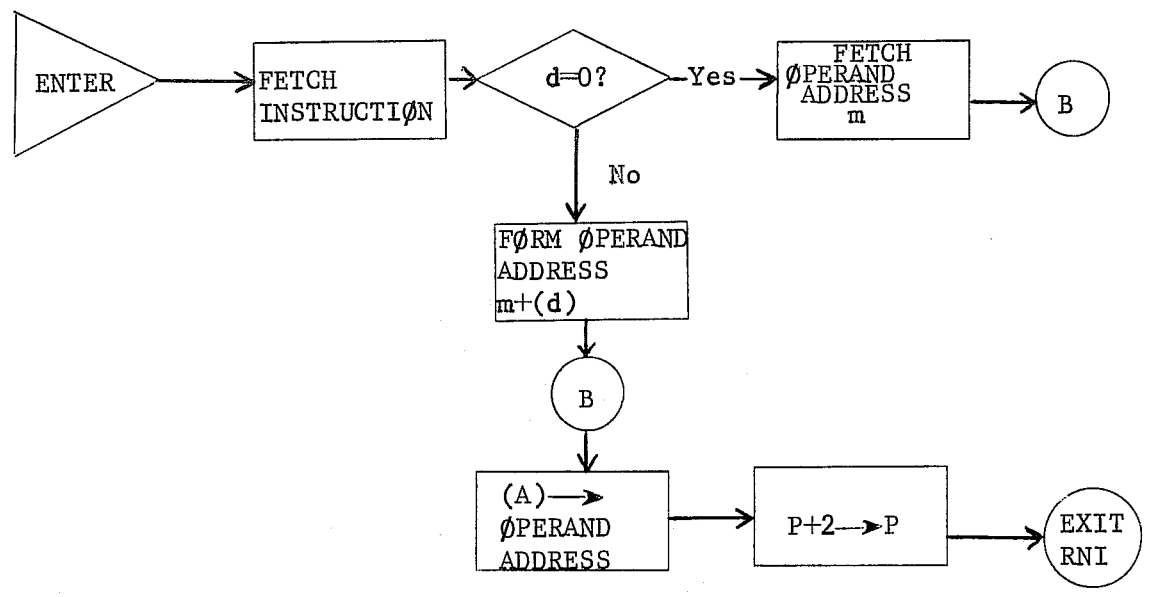 ENTER
FETCH
INSTRUCTIØN
d=0?
Yes
FETCH
ØPERAND
ADDRESS
m
B
No
FØRM ØPERAND
ADDRESS
m+(d)
B
(A)→
ØPERAND
ADDRESS
P+2→P
EXIT
RNI